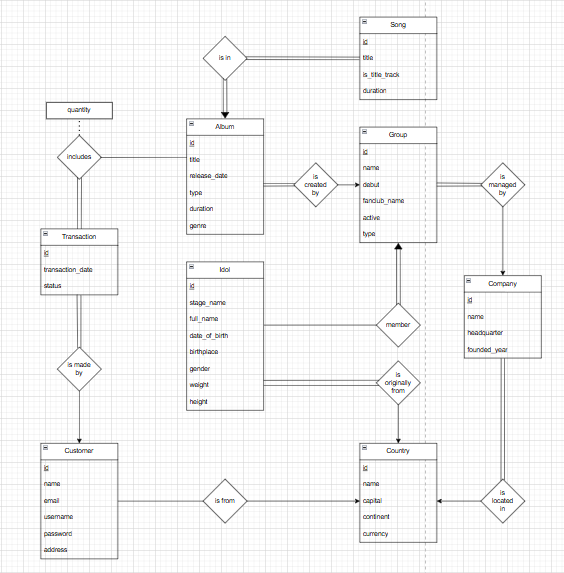 Song
id
title
is_title_track
duration
is in
quantity
includes
Album
id
title
release_date
type
duration
genre
is
created
by
Group
id
name
debut
fanclub_name
active
type
is
managed
by
Transaction
id
transaction_date
status
Idol
id
stage_name
full_name
date_of_birth
birthplace
gender
weight
height
member
Company
id
name
headquarter
founded_year
is made
by
is
originally
from
Customer
id
name
email
username
password
address
is from
Country
id
name
capital
continent
currency
is
located
in